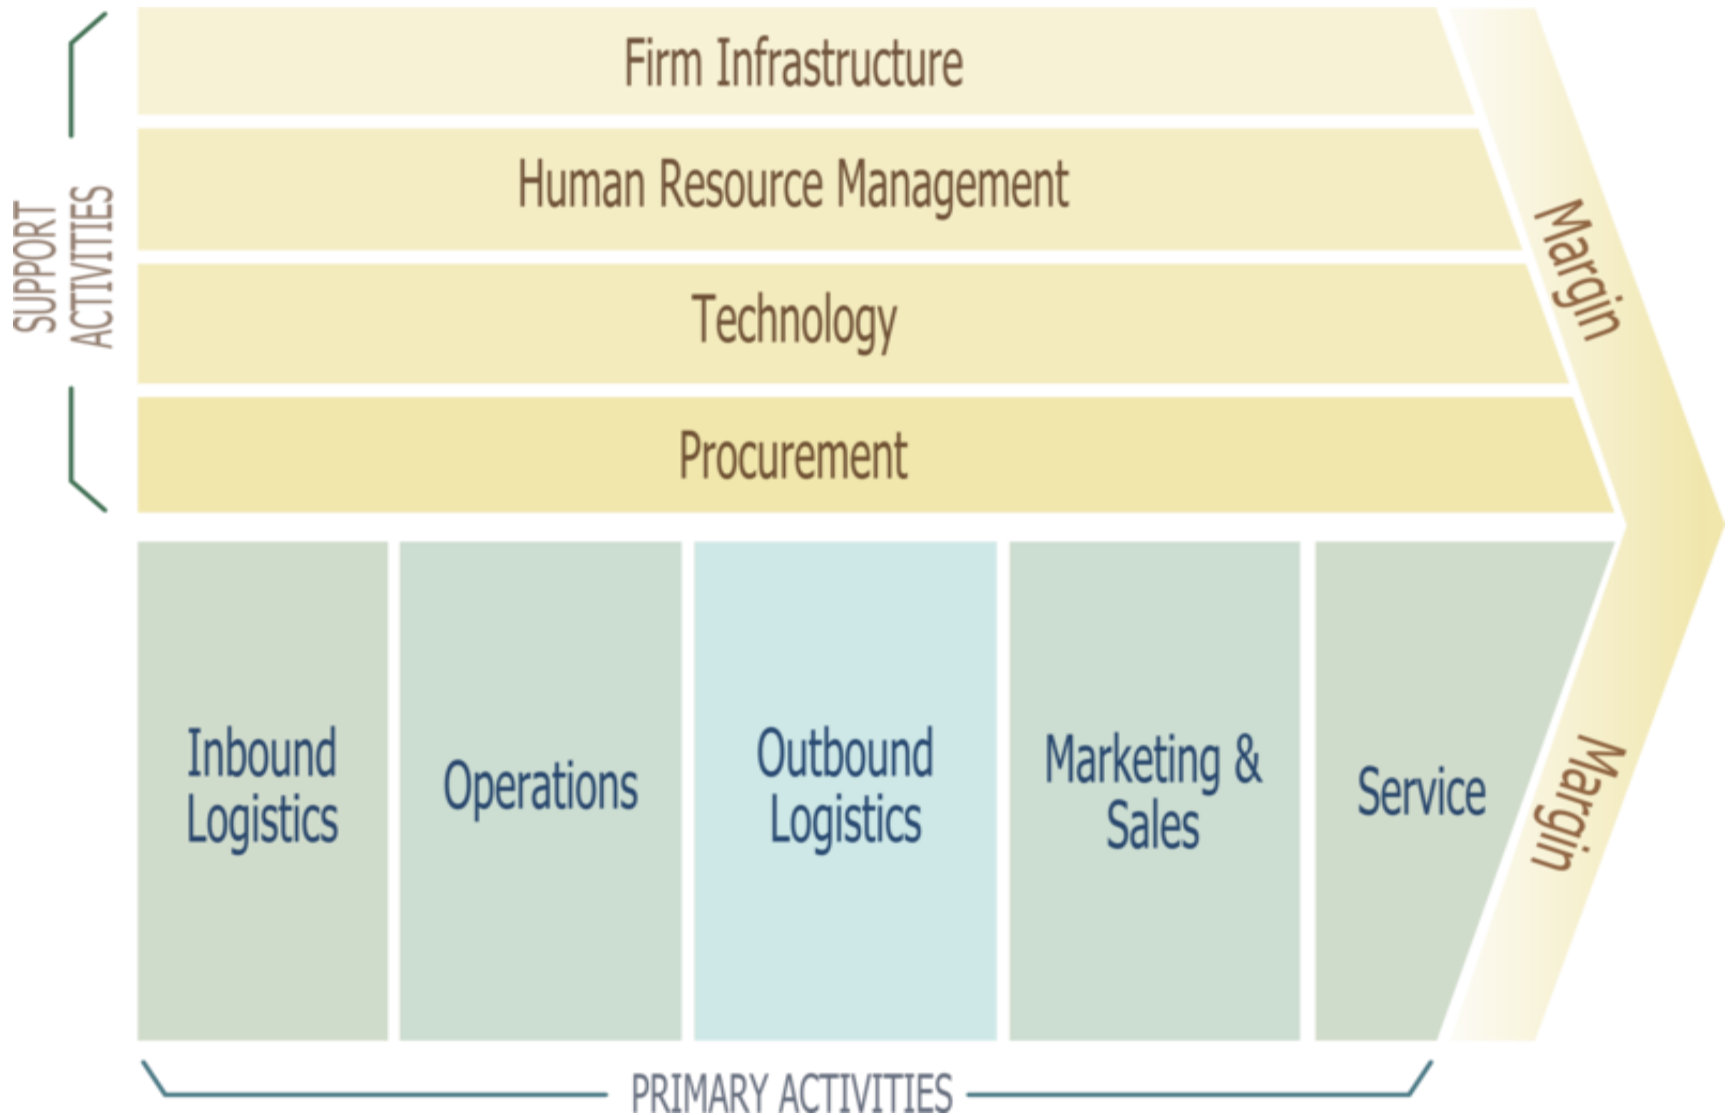 Firm Infrastructure
Human Resource Management
Technology
Procurement
SUPPORT
ACTIVITIES
Margin
Inbound
Logistics
Operations
Outbound
Logistics
Marketing &
Sales
Service
Margin
PRIMARY ACTIVITIES